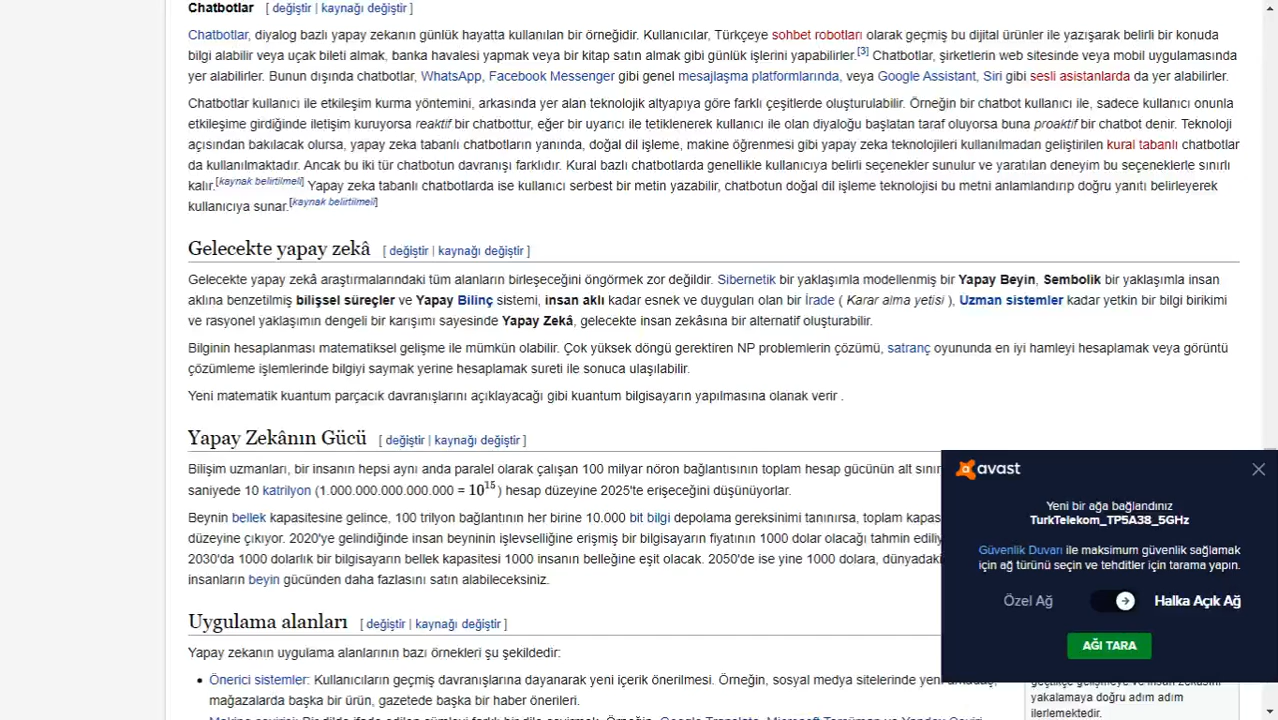 Chatbotlar [ değiştir | kaynağı değiştir ]
Chatbotlar, diyalog bazlı yapay zekanın günlük hayatta kullanılan bir örneğidir. Kullanıcılar, Türkçeye sohbet robotları olarak geçmiş bu dijital ürünler ile yazışarak belirli bir konuda
bilgi alabilir veya uçak bileti almak, banka havalesi yapmak veya bir kitap satın almak gibi günlük işlerini yapabilirler.[3] Chatbotlar, şirketlerin web sitesinde veya mobil uygulamasında
yer alabilirler. Bunun dışında chatbotlar, WhatsApp, Facebook Messenger gibi genel mesajlaşma platformlarında, veya Google Assistant, Siri gibi sesli asistanlarda da yer alabilirler.
Chatbotlar kullanıcı ile etkileşim kurma yöntemini, arkasında yer alan teknolojik altyapıya göre farklı çeşitlerde oluşturulabilir. Örneğin bir chatbot kullanıcı ile, sadece kullanıcı onunla
etkileşime girdiğinde iletişim kuruyorsa reaktif bir chatbottur, eğer bir uyarıcı ile tetiklenerek kullanıcı ile olan diyaloğu başlatan taraf oluyorsa buna proaktif bir chatbot denir. Teknoloji
açısından bakılacak olursa, yapay zeka tabanlı chatbotların yanında, doğal dil işleme, makine öğrenmesi gibi yapay zeka teknolojileri kullanılmadan geliştirilen kural tabanlı chatbotlar
da kullanılmaktadır. Ancak bu iki tür chatbotun davranışı farklıdır. Kural bazlı chatbotlarda genellikle kullanıcıya belirli seçenekler sunulur ve yaratılan deneyim bu seçeneklerle sınırlı
kalır.[kaynak belirtilmeli] Yapay zeka tabanlı chatbotlarda ise kullanıcı serbest bir metin yazabilir, chatbotun doğal dil işleme teknolojisi bu metni anlamlandırıp doğru yanıtı belirleyerek
kullanıcıya sunar.[kaynak belirtilmeli]
Gelecekte yapay zekâ [ değiştir | kaynağı değiştir ]
Gelecekte yapay zekâ araştırmalarındaki tüm alanların birleşeceğini öngörmek zor değildir. Sibernetik bir yaklaşımla modellenmiş bir Yapay Beyin, Sembolik bir yaklaşım ile insan
aklına benzetilmiş bilişsel süreçler ve Yapay Bilinç sistemi, insan aklı kadar esnek ve duyguları olan bir İrade ( Karar alma yetisi ), Uzman sistemler kadar yetkin bir bilgi birikimi
ve rasyonel yaklaşımın dengeli bir karışımı sayesinde Yapay Zekâ, gelecekte insan zekâsına bir alternatif oluşturabilir.
Bilginin hesaplanması matematiksel gelişme ile mümkün olabilir. Çok yüksek döngü gerektiren NP problemlerin çözümü, satranç oyununda en iyi hamleyi hesaplamak veya görüntü
çözümleme işlemlerinde bilgiyi saymak yerine hesaplamak sureti ile sonuca ulaşılabilir.
Yeni matematik kuantum parçacık davranışlarını açıklayacağı gibi kuantum bilgisayarın yapılmasına olanak verir .
Yapay Zekânın Gücü [ değiştir | kaynağı değiştir ]
Bilişim uzmanları, bir insanın hepsi aynı anda paralel olarak çalışan 100 milyar nöron bağlantısının toplam hesap gücünün alt sınır
saniyede 10 katrilyon (1.000.000.000.000.000 = 10^15) hesap düzeyine 2025'te erişeceğini düşünüyorlar.
Beynin bellek kapasitesine gelince, 100 trilyon bağlantının her birine 10.000 bit bilgi depolama gereksinimi tanınırsa, toplam kapas
düzeyine çıkıyor. 2020'ye gelindiğinde insan beyninin işlevselliğine erişmiş bir bilgisayarın fiyatının 1000 dolar olacağı tahmin ediliy
2030'da 1000 dolarlık bir bilgisayarın bellek kapasitesi 1000 insanın belleğine eşit olacak. 2050'de ise yine 1000 dolara, dünyadaki
insanların beyin gücünden daha fazlasını satın alabileceksiniz.
Uygulama alanları [ değiştir | kaynağı değiştir ]
Yapay zekanın uygulama alanlarının bazı örnekleri şu şekildedir:
Önerici sistemler: Kullanıcıların geçmiş davranışlarına dayanarak yeni içerik önerilmesi. Örneğin, sosyal medya sitelerinde yeni arkadaş,
mağazalarda başka bir ürün, gazetede başka bir haber önerileri.
avast
Yeni bir ağa bağlandınız
TurkTelekom_TP5A38_5GHz
Güvenlik Duvarı ile maksimum güvenlik sağlamak
için ağ türünü seçin ve tehditler için tarama yapın.
Özel Ağ Halka Açık Ağ
AĞI TARA
yakalamaya doğru adım adım
ilerlemektedir.